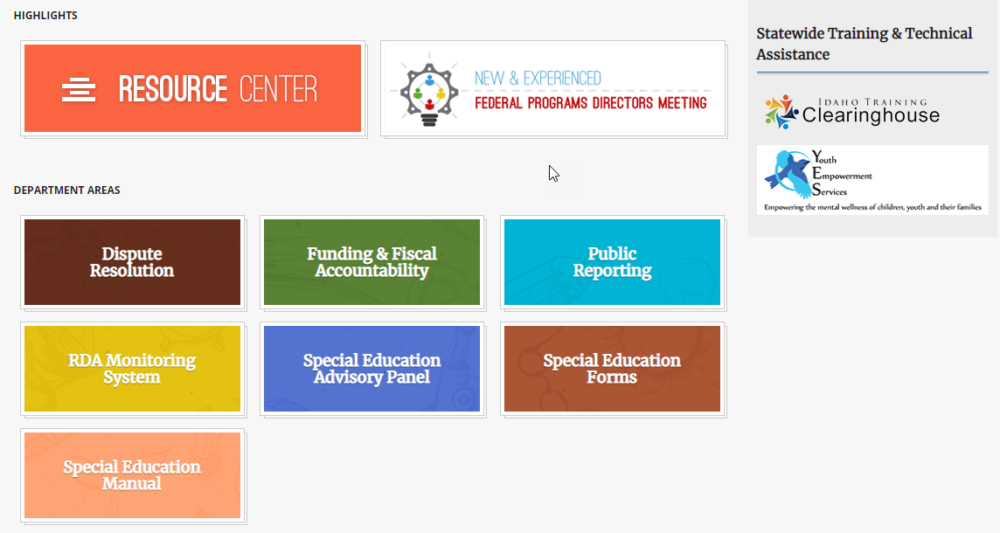 HIGHLIGHTS
RESOURCE CENTER
NEW & EXPERIENCED
FEDERAL PROGRAMS DIRECTORS MEETING
DEPARTMENT AREAS
Dispute
Resolution
Funding & Fiscal
Accountability
Public
Reporting
RDA Monitoring
System
Special Education
Advisory Panel
Special Education
Forms
Special Education
Manual
Statewide Training & Technical
Assistance
IDAHO TRAINING
Clearinghouse
Youth
Empowerment
Services
Empowering the mental wellness of children, youth and their families